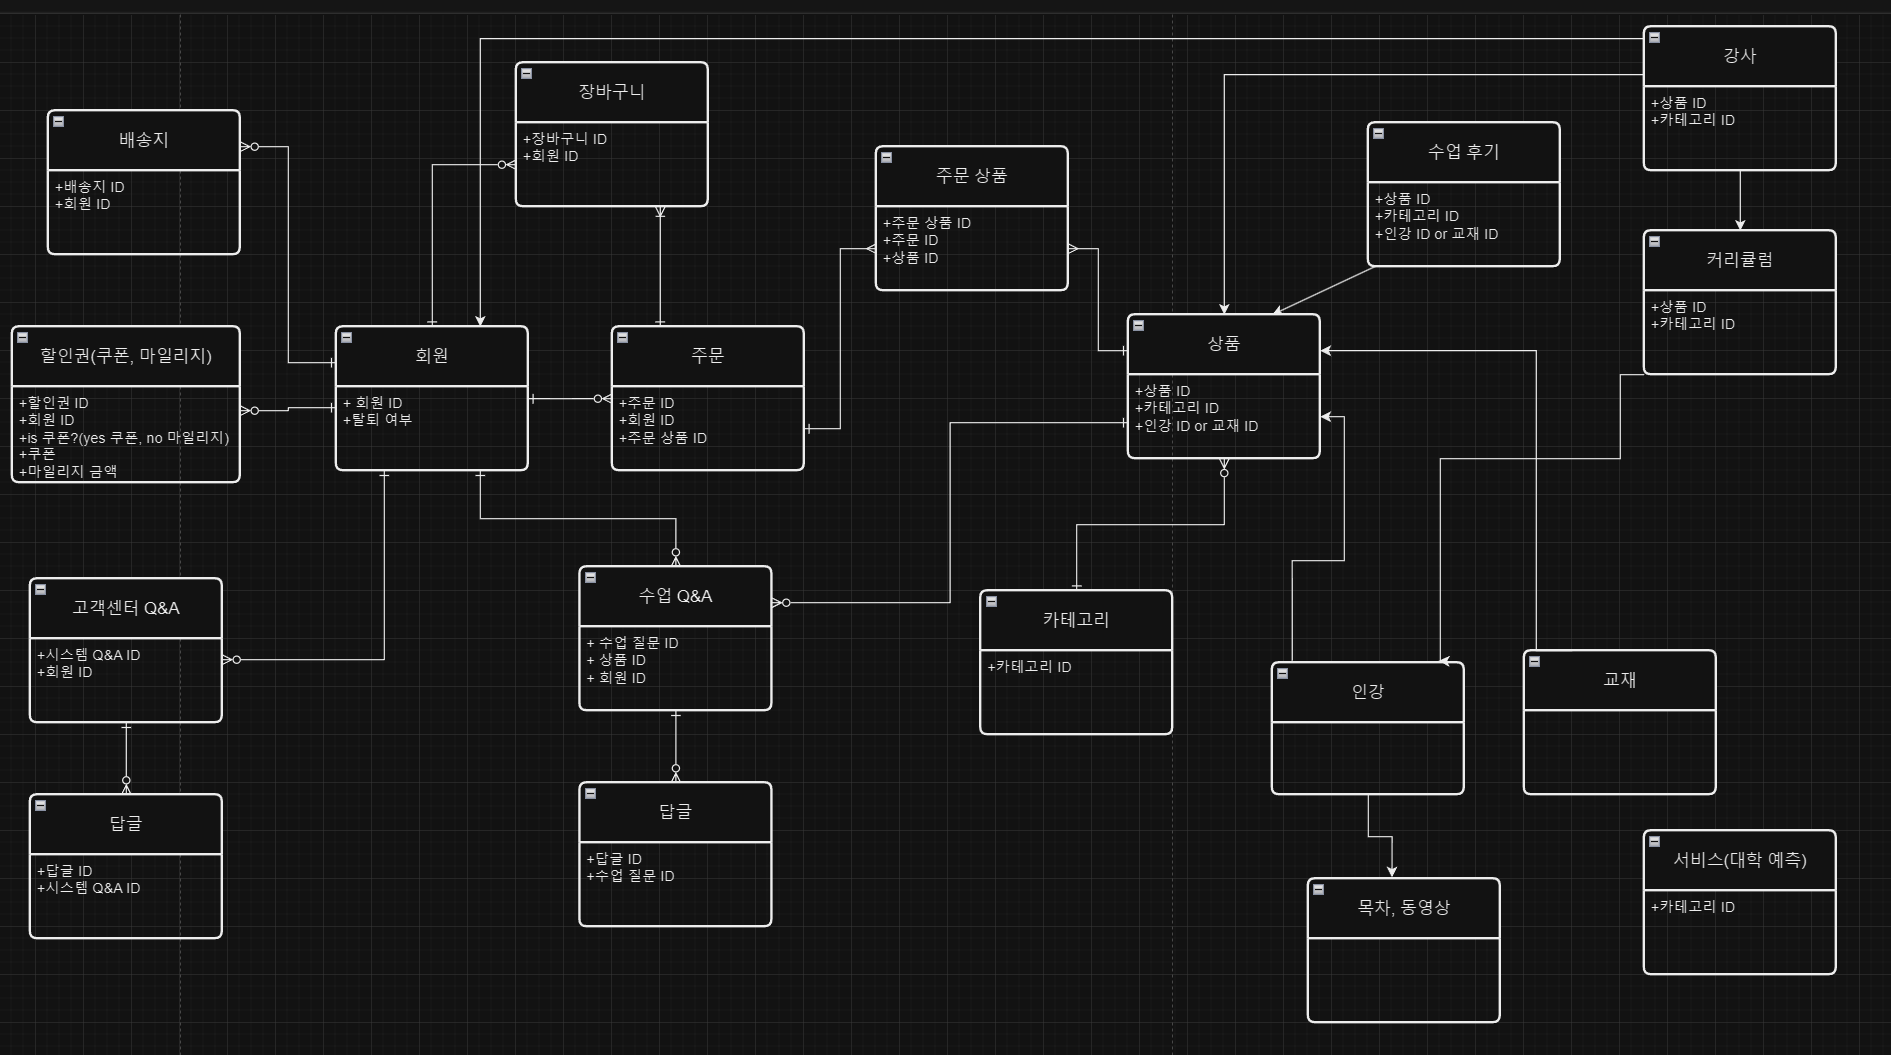 강사
+상품 ID
+카테고리 ID
장바구니
+장바구니 ID
+회원 ID
배송지
+배송지 ID
+회원 ID
수업 후기
+상품 ID
+카테고리 ID
+인강 ID or 교재 ID
주문 상품
+주문 상품 ID
+주문 ID
+상품 ID
커리큘럼
+상품 ID
+카테고리 ID
할인권(쿠폰, 마일리지)
+할인권 ID
+회원 ID
+is 쿠폰?(yes 쿠폰, no 마일리지)
+쿠폰
+마일리지 금액
회원
+ 회원 ID
+탈퇴 여부
주문
+주문 ID
+회원 ID
+주문 상품 ID
상품
+상품 ID
+카테고리 ID
+인강 ID or 교재 ID
고객센터 Q&A
+시스템 Q&A ID
+회원 ID
수업 Q&A
+ 수업 질문 ID
+ 상품 ID
+ 회원 ID
카테고리
+카테고리 ID
인강
교재
답글
+답글 ID
+시스템 Q&A ID
답글
+답글 ID
+수업 질문 ID
목차, 동영상
서비스(대학 예측)
+카테고리 ID